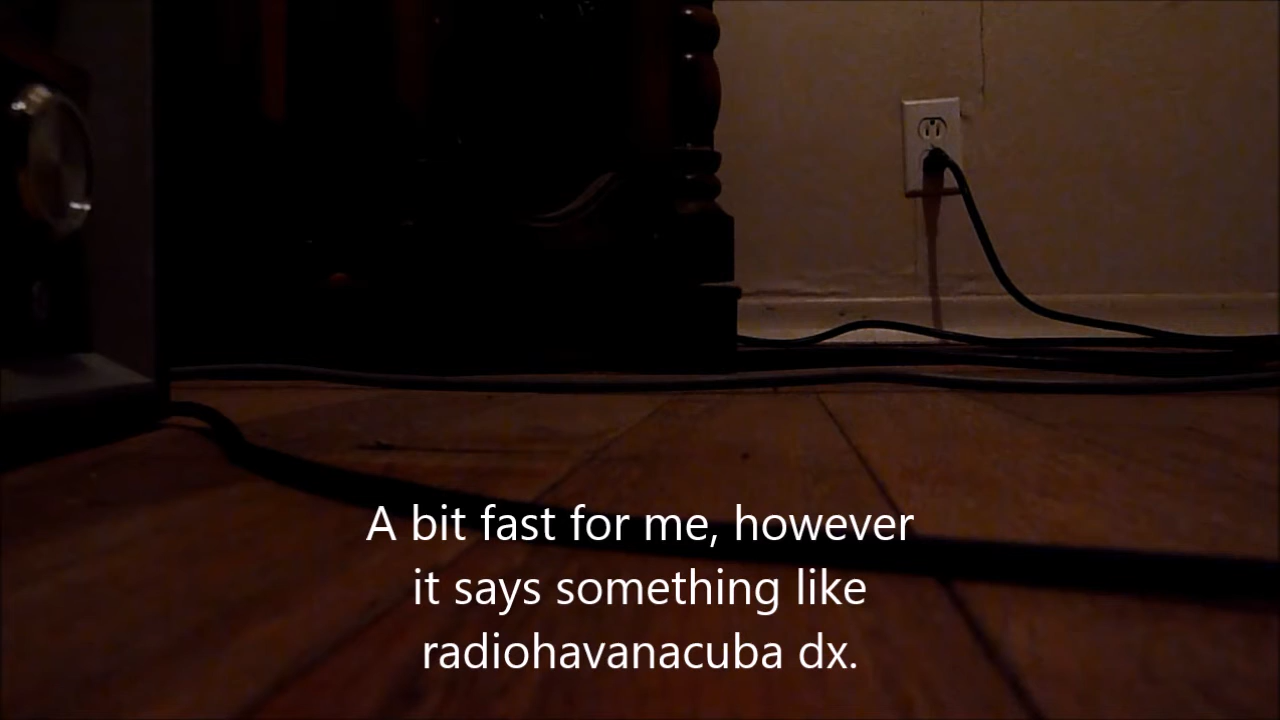 A bit fast for me, however
it says something like
radiohavanacuba dx.